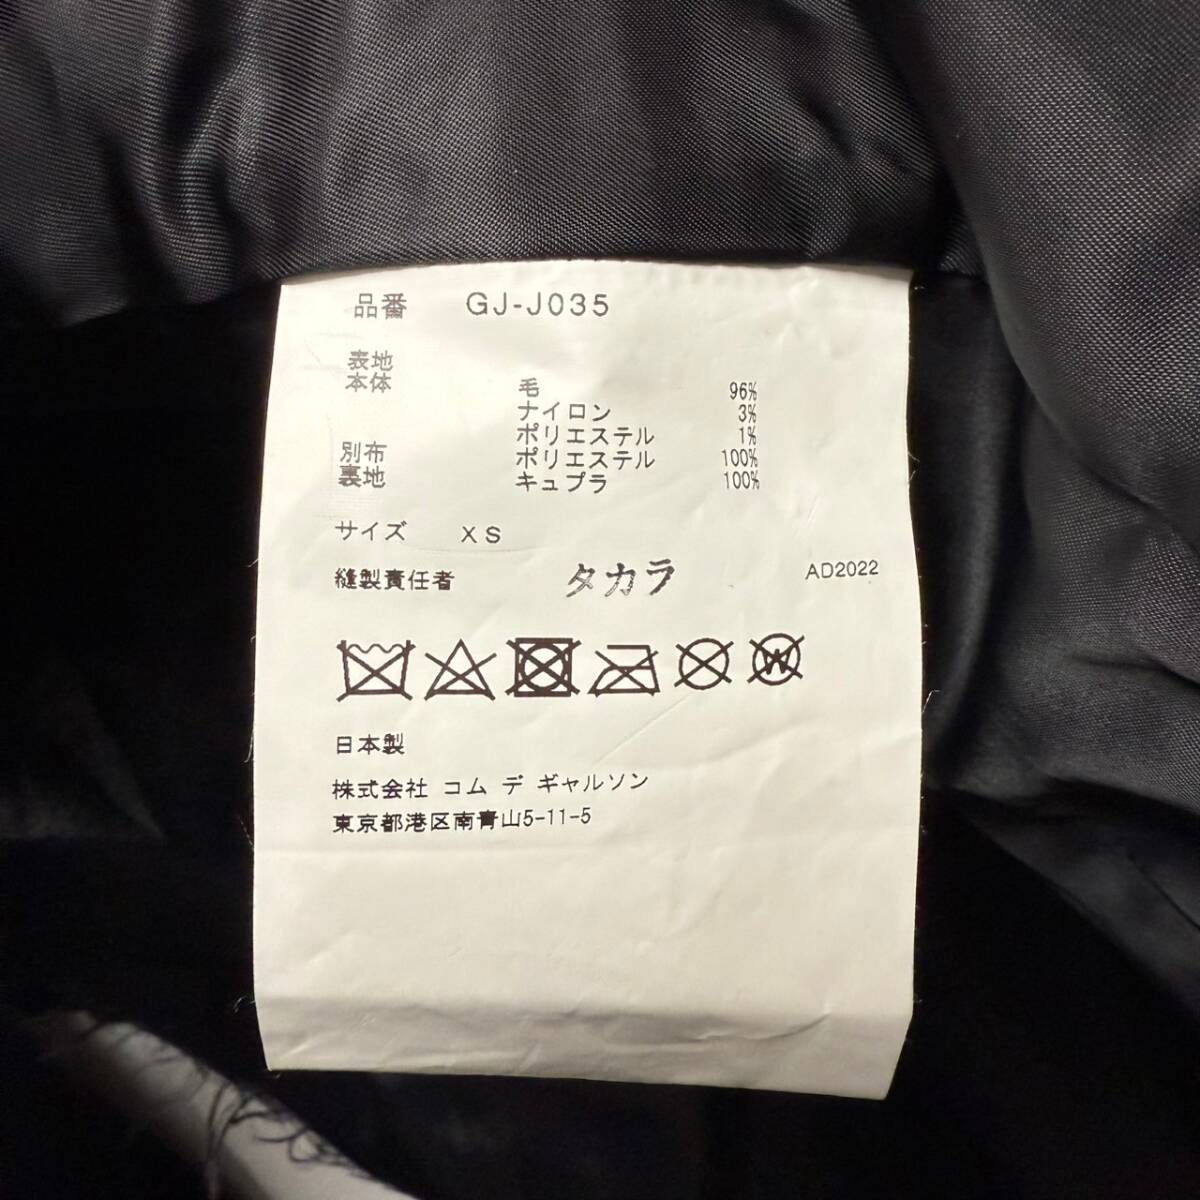 品番 GJ-J035
表地
本体 毛 96%
ナイロン 3%
ポリエステル 1%
別布 ポリエステル 100%
裏地 キュプラ 100%
サイズ XS
縫製責任者 タカラ AD2022
W
日本製
株式会社 コム デ ギャルソン
東京都港区南青山5-11-5